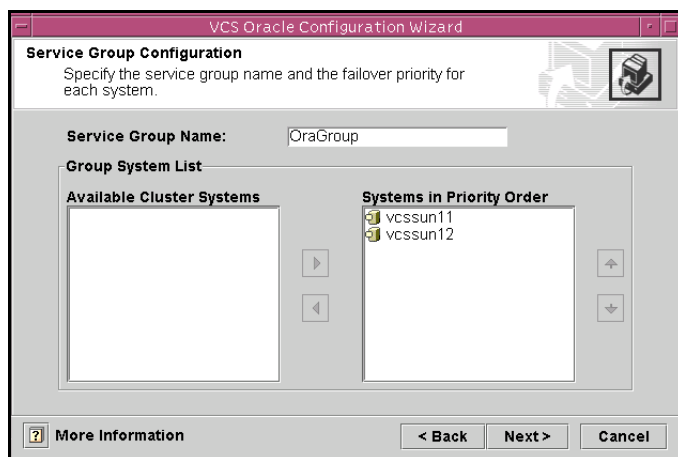 VCS Oracle Configuration Wizard
Service Group Configuration
Specify the service group name and the failover priority for
each system.
Service Group Name: OraGroup
Group System List
Available Cluster Systems
Systems in Priority Order
vcssun11
vcssun12
More Information
< Back
Next >
Cancel